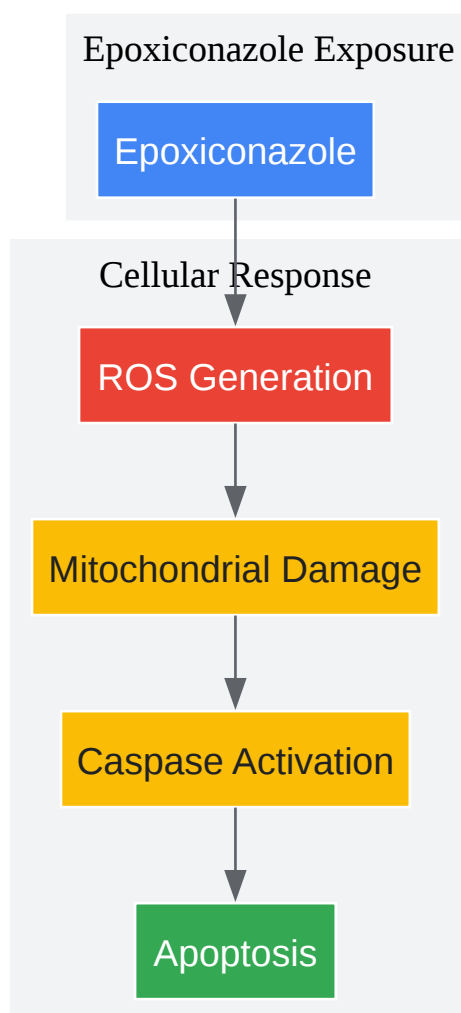 Epoxiconazole Exposure
Epoxiconazole
Cellular Response
ROS Generation
Mitochondrial Damage
Caspase Activation
Apoptosis